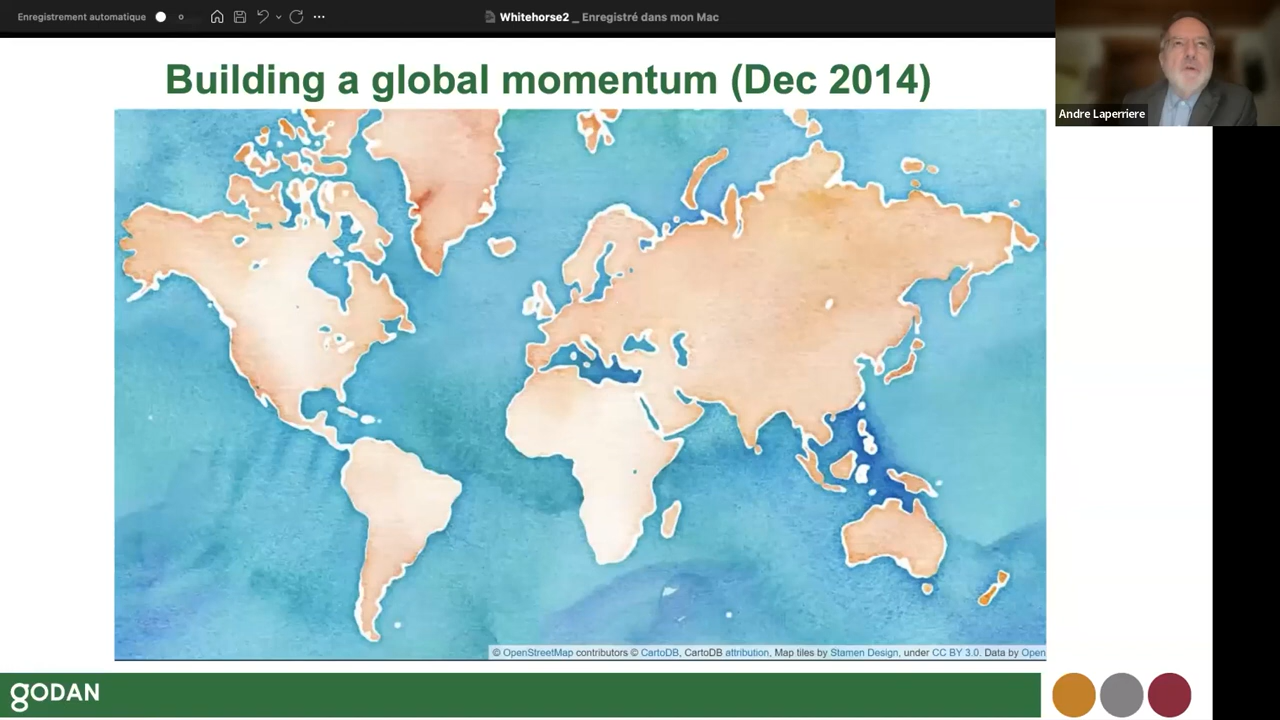 Enregistrement automatique
Whitehorse2 _ Enregistré dans mon Mac
Building a global momentum (Dec 2014)
Andre Laperriere
© OpenStreetMap contributors © CartoDB, CartoDB attribution, Map tiles by Stamen Design, under CC BY 3.0. Data by Open
GODAN